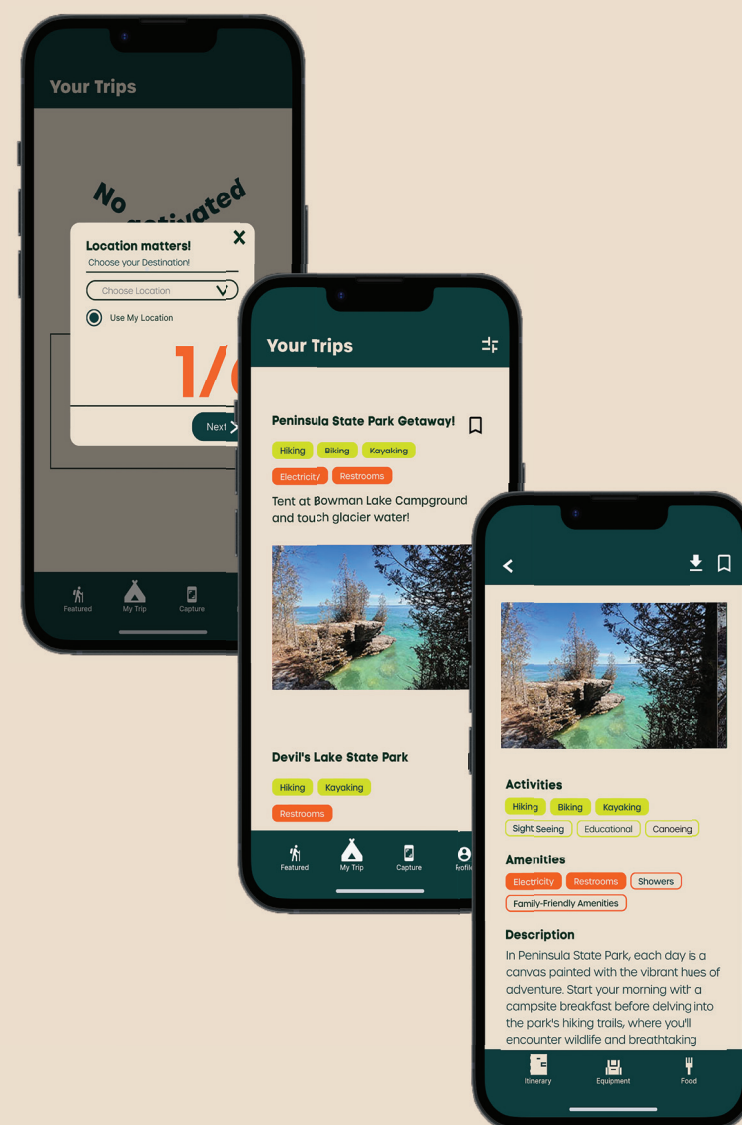 Your Trips
No
activated
Location matters!
X
Choose your Destination!
Choose Location
Use My Location
1/
Next
Featured
My Trip
Capture
Your Trips
Peninsula State Park Getaway!
Hiking Biking Kayaking
Electricity Restrooms
Tent at Bowman Lake Campground
and touch glacier water!
Devil's Lake State Park
Hiking Kayaking
Restrooms
Featured
My Trip
Capture
Profile
Activities
Hiking Biking Kayaking
Sight Seeing Educational Canoeing
Amenities
Electricity Restrooms Showers
Family-Friendly Amenities
Description
In Peninsula State Park, each day is a
canvas painted with the vibrant hues of
adventure. Start your morning with a
campsite breakfast before delving into
the park's hiking trails, where you'll
encounter wildlife and breathtaking
Itinerary
Equipment
Food